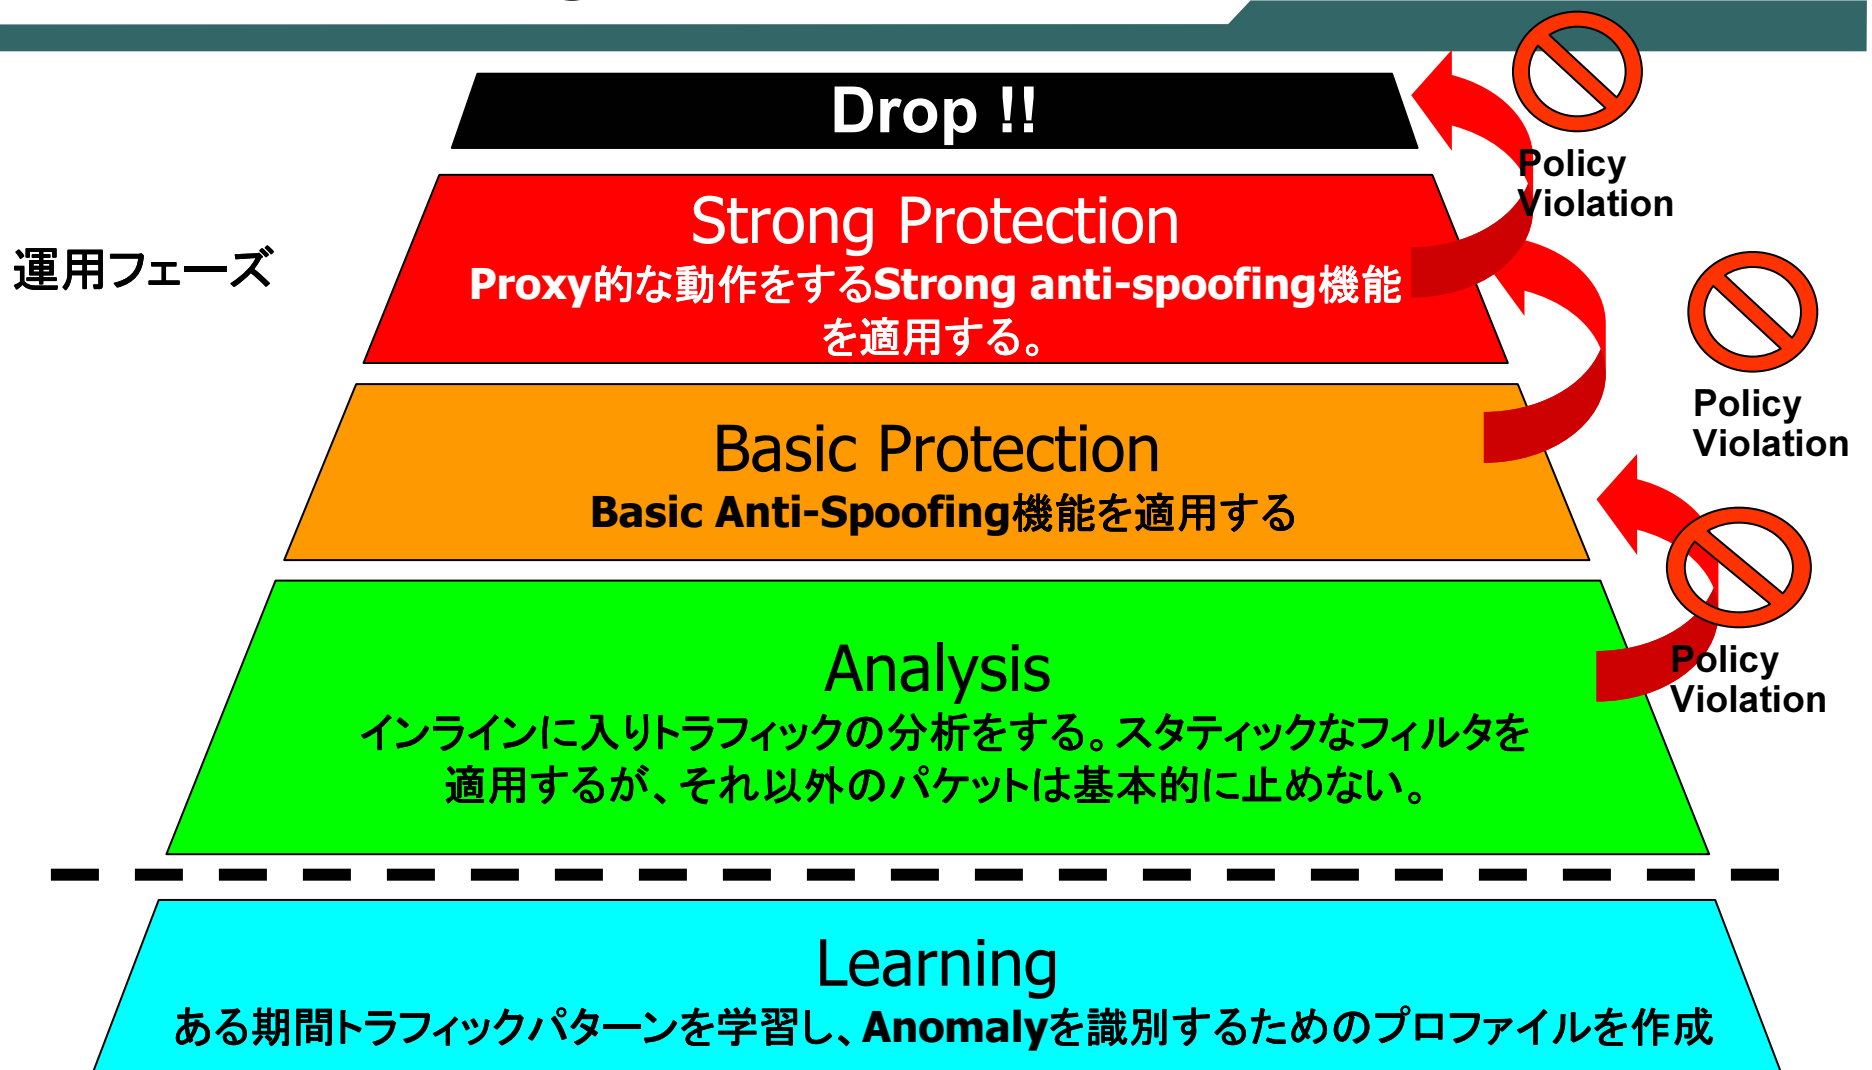 Drop !!
Policy
Violation
Strong Protection
Proxy的な動作をするStrong anti-spoofing機能
を適用する。
運用フェーズ
Policy
Violation
Basic Protection
Basic Anti-Spoofing機能を適用する
Policy
Violation
Analysis
インラインに入りトラフィックの分析をする。スタティックなフィルタを
適用するが、それ以外のパケットは基本的に止めない。
Learning
ある期間トラフィックパターンを学習し、Anomalyを識別するためのプロファイルを作成